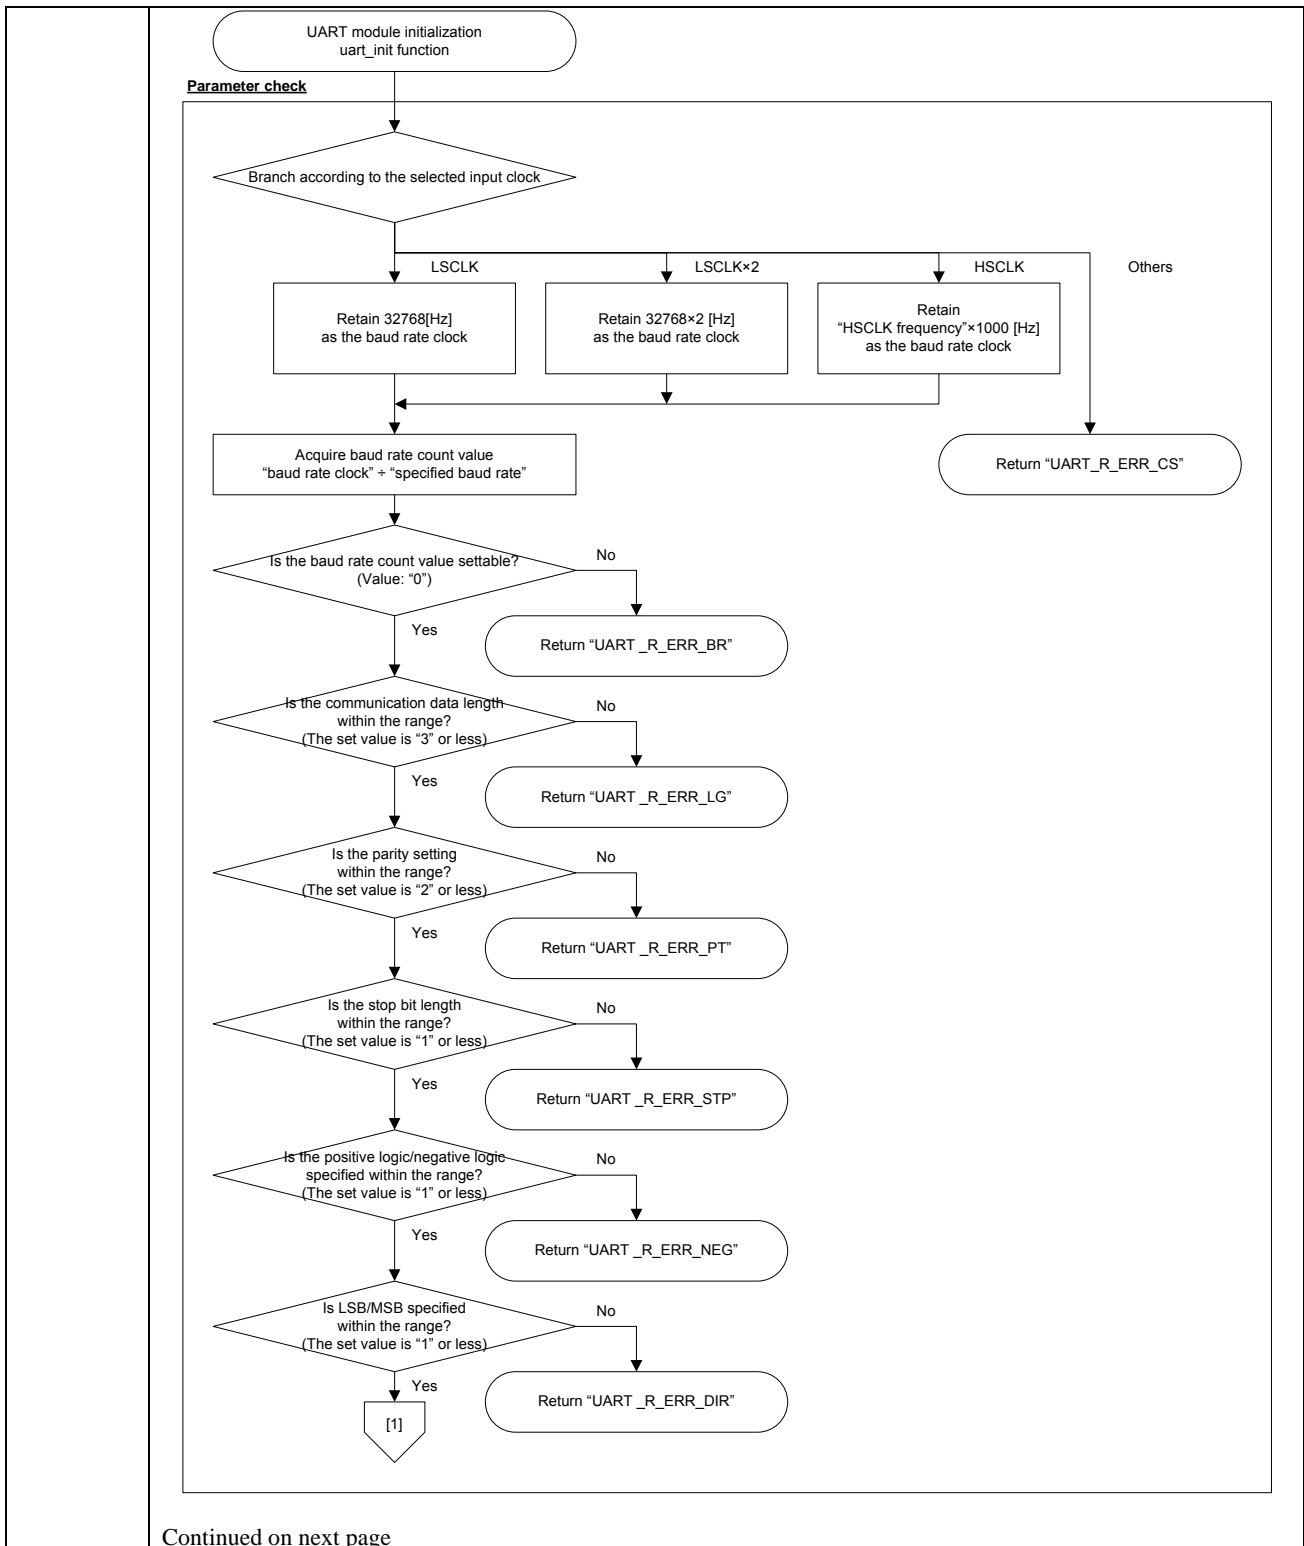 UART module initialization
uart_init function
Parameter check
Branch according to the selected input clock
LSCLK
LSCLK×2
HSCLK
Others
Retain 32768[Hz]
as the baud rate clock
Retain 32768×2 [Hz]
as the baud rate clock
Retain
“HSCLK frequency”×1000 [Hz]
as the baud rate clock
Acquire baud rate count value
“baud rate clock” ÷ “specified baud rate”
Return “UART_R_ERR_CS”
Is the baud rate count value settable?
(Value: “0”)
No
Yes
Return “UART _R_ERR_BR”
Is the communication data length
within the range?
(The set value is “3” or less)
No
Yes
Return “UART _R_ERR_LG”
Is the parity setting
within the range?
(The set value is “2” or less)
No
Yes
Return “UART _R_ERR_PT”
Is the stop bit length
within the range?
(The set value is “1” or less)
No
Yes
Return “UART _R_ERR_STP”
Is the positive logic/negative logic
specified within the range?
(The set value is “1” or less)
No
Yes
Return “UART _R_ERR_NEG”
Is LSB/MSB specified
within the range?
(The set value is “1” or less)
No
Yes
Return “UART _R_ERR_DIR”
[1]
Continued on next page